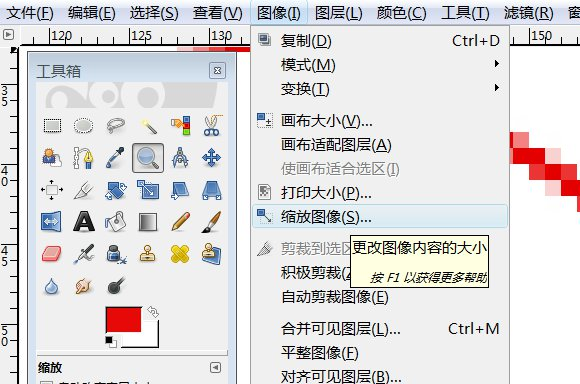 文件(F) 编辑(E) 选择(S) 查看(V) 图像(I) 图层(L) 颜色(C) 工具(T) 滤镜(R)
120 130 150
工具箱
35
40
45
50
复制(D) Ctrl+D
模式(M)
变换(T)
画布大小(V)...
画布适配图层(A)
使画布适合选区(I)
打印大小(P)...
缩放图像(S)...
剪裁到选区
更改图像内容的大小
按 F1 以获得更多帮助
积极剪裁(Z
自动剪裁图像(E)
合并可见图层(L)... Ctrl+M
平整图像(F)
对齐可见图层(B)...
缩放